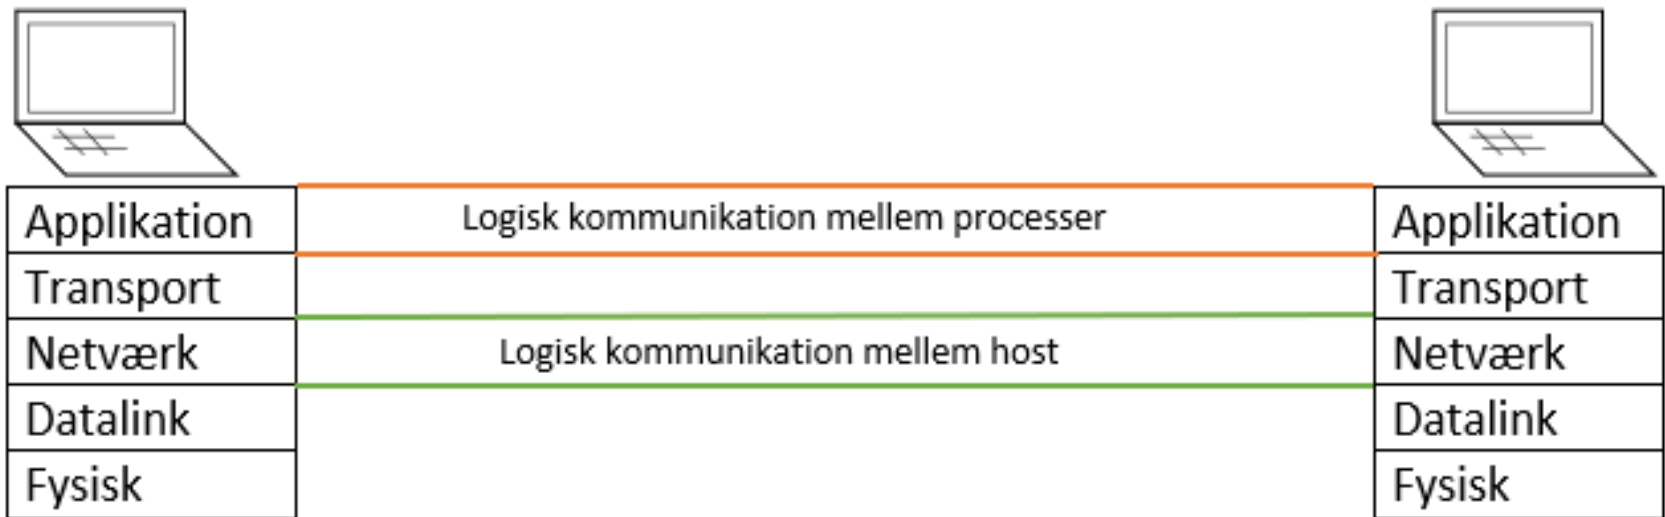 Applikation
Logisk kommunikation mellem processer
Applikation
Transport
Transport
Netværk
Logisk kommunikation mellem host
Netværk
Datalink
Datalink
Fysisk
Fysisk